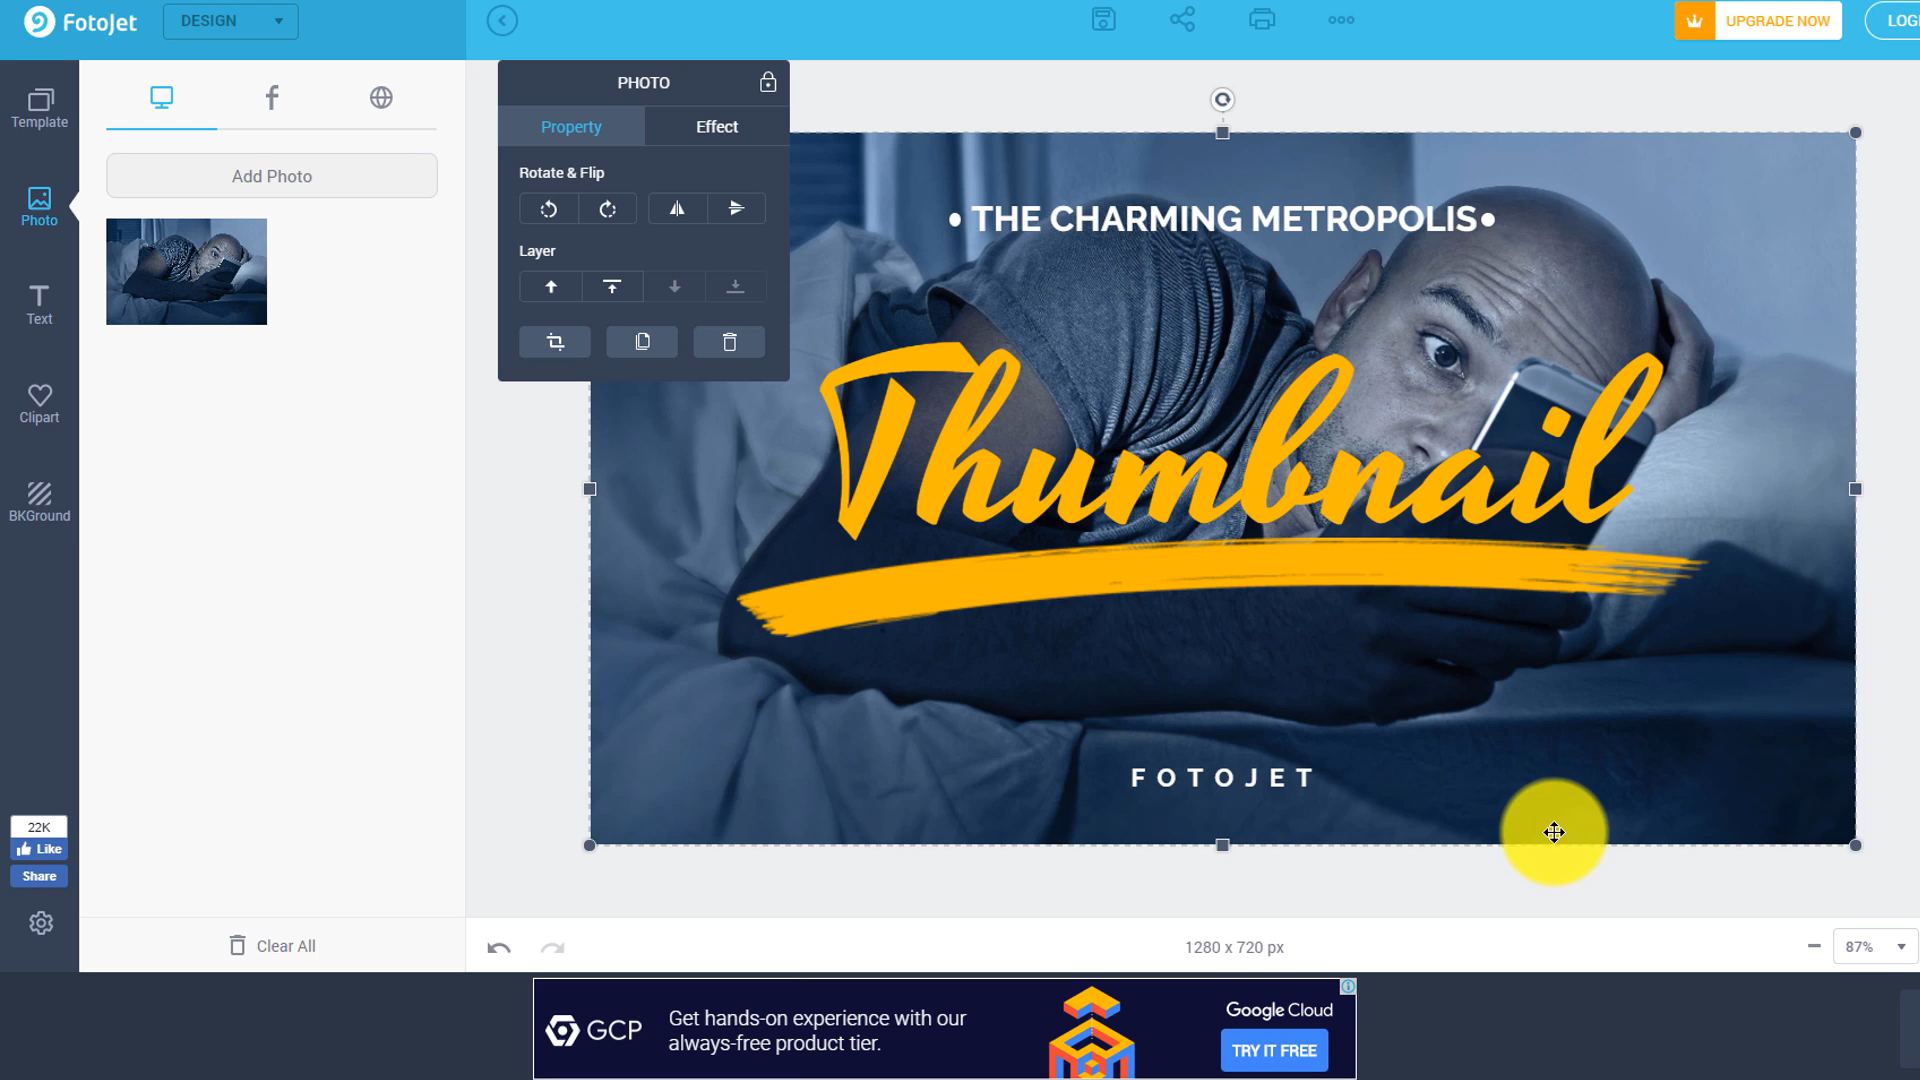 FotoJet
DESIGN
UPGRADE NOW
LOGI
Template
Photo
Text
Clipart
BKGround
22K
Like
Share
Add Photo
Clear All
PHOTO
Property
Effect
Rotate & Flip
Layer
• THE CHARMING METROPOLIS•
Thumbnail
FOTOJET
1280 x 720 px
87%
GCP
Get hands-on experience with our
always-free product tier.
Google Cloud
TRY IT FREE